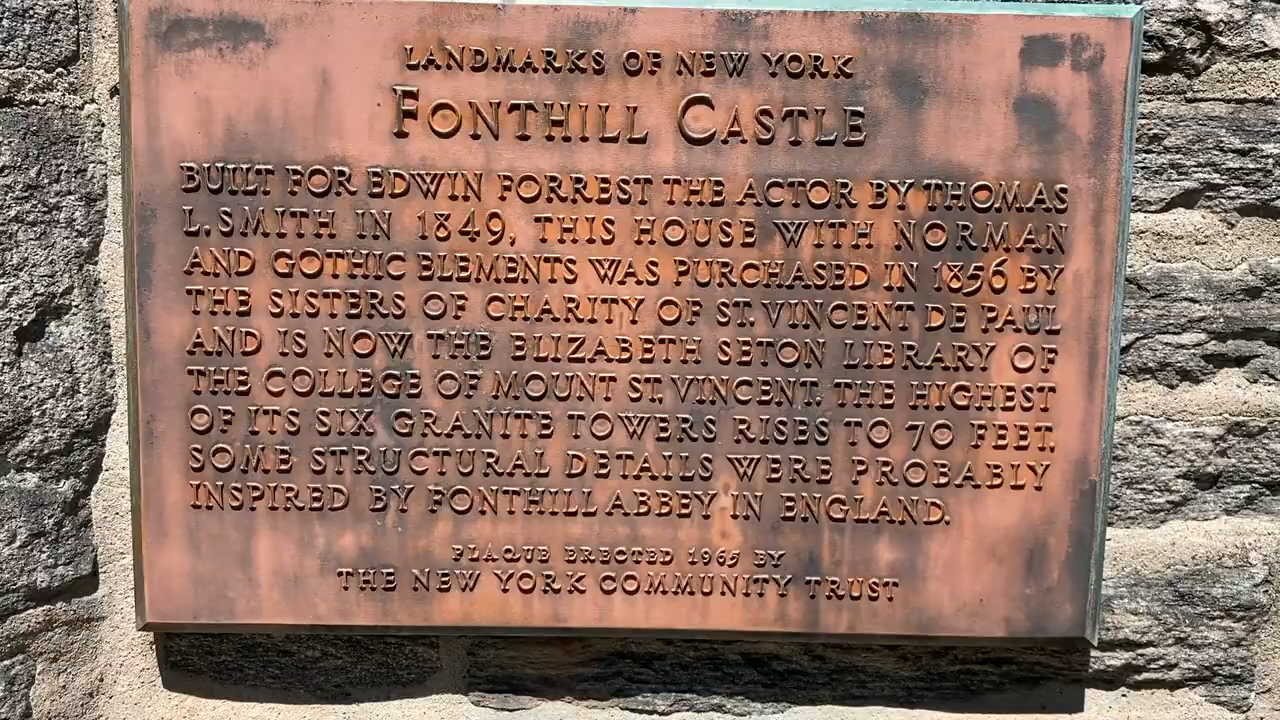 LANDMARKS OF NEW YORK
FONTHILL CASTLE
BUILT FOR EDWIN FORREST THE ACTOR BY THOMAS
L. SMITH IN 1849, THIS HOUSE WITH NORMAN
AND GOTHIC ELEMENTS WAS PURCHASED IN 1856 BY
THE SISTERS OF CHARITY OF ST. VINCENT DE PAUL
AND IS NOW THE ELIZABETH SETON LIBRARY OF
THE COLLEGE OF MOUNT ST. VINCENT. THE HIGHEST
OF ITS SIX GRANITE TOWERS RISES TO 70 FEET.
SOME STRUCTURAL DETAILS WERE PROBABLY
INSPIRED BY FONTHILL ABBEY IN ENGLAND.
PLAQUE ERECTED 1965 BY
THE NEW YORK COMMUNITY TRUST